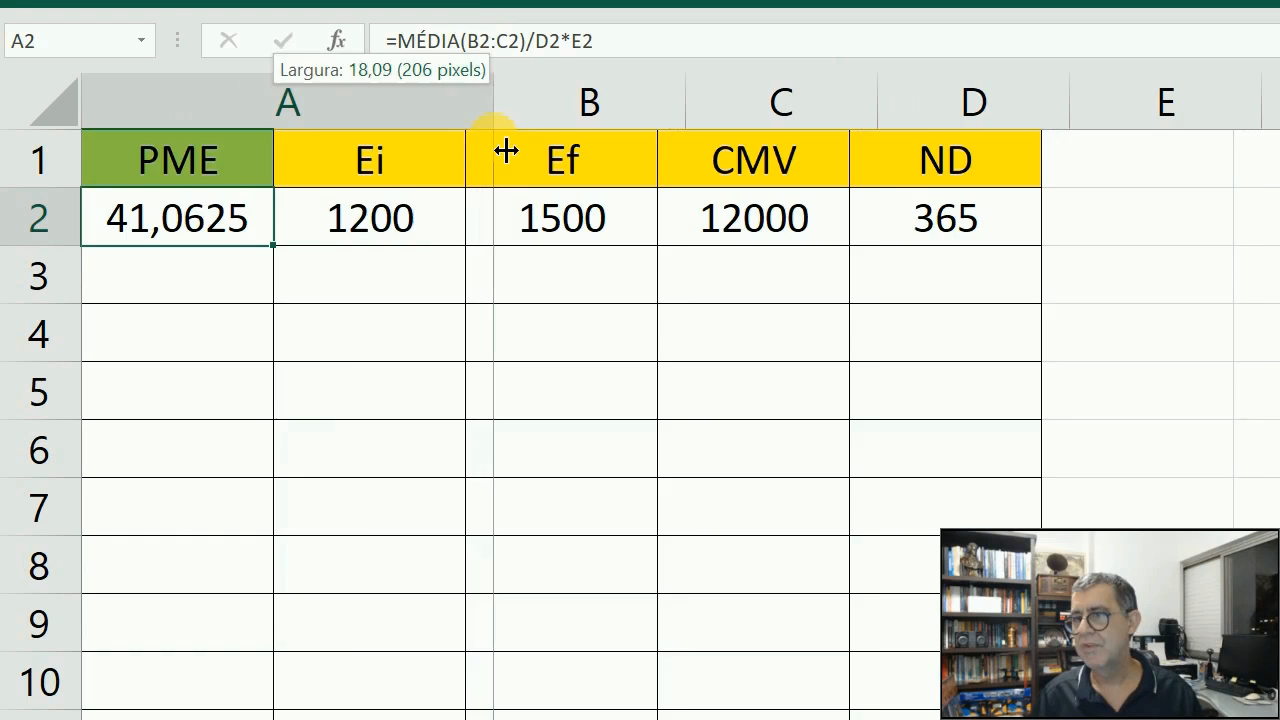 A2 fx =MÉDIA(B2:C2)/D2*E2
Largura: 18,09 (206 pixels)
A B C D E
1 PME Ei Ef CMV ND
2 41,0625 1200 1500 12000 365
3
4
5
6
7
8
9
10